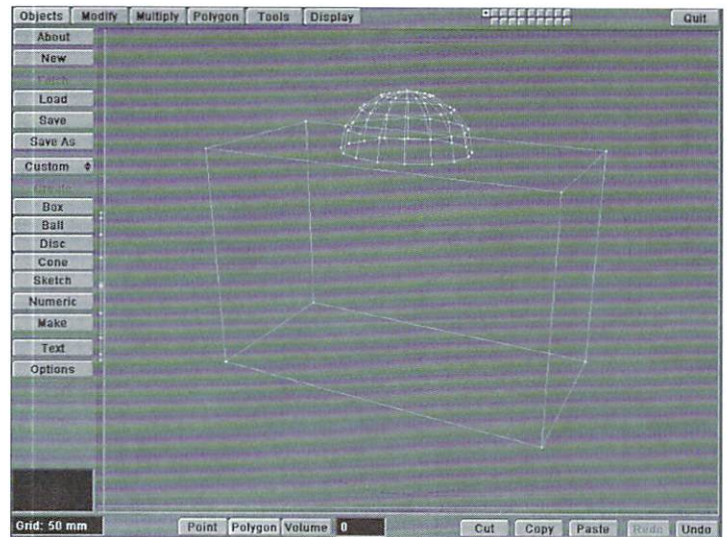 Objects Modify Multiply Polygon Tools Display Quit
About
New
Load
Save
Save As
Custom
Create
Box
Ball
Disc
Cone
Sketch
Numeric
Make
Text
Options
Grid: 50 mm Point Polygon Volume 0 Cut Copy Paste Redo Undo